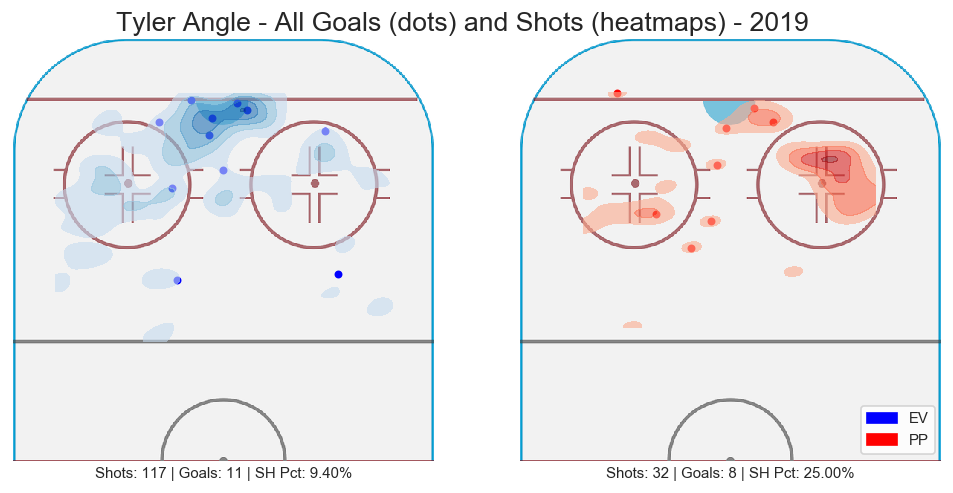 Tyler Angle - All Goals (dots) and Shots (heatmaps) - 2019
EV
PP
Shots: 117 | Goals: 11 | SH Pct: 9.40%
Shots: 32 | Goals: 8 | SH Pct: 25.00%